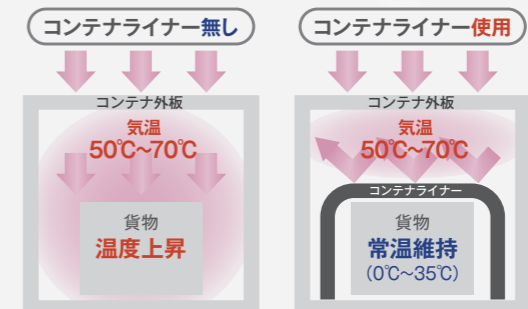 コンテナライナー無し
コンテナ外板
気温
50℃~70℃
貨物
温度上昇
コンテナライナー使用
コンテナ外板
気温
50℃~70℃
コンテナライナー
貨物
常温維持
(0℃~35℃)